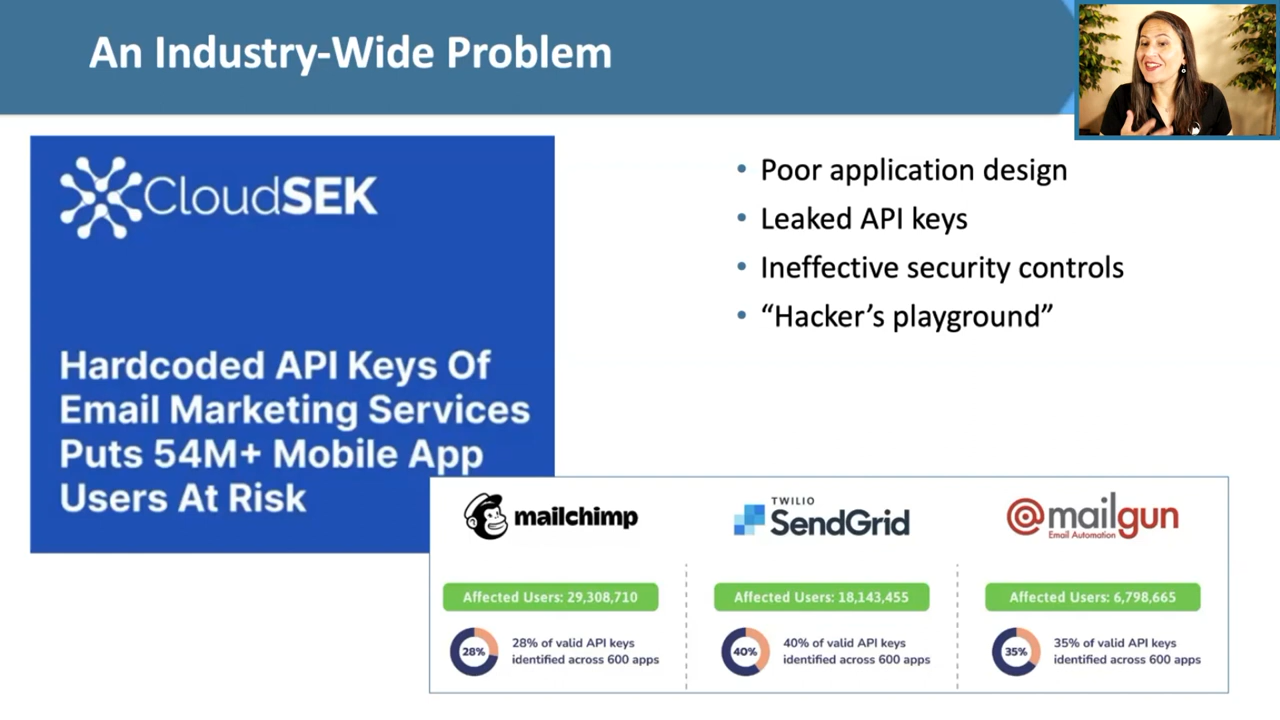 An Industry-Wide Problem
CloudSEK
Hardcoded API Keys Of
Email Marketing Services
Puts 54M+ Mobile App
Users At Risk
• Poor application design
• Leaked API keys
• Ineffective security controls
• “Hacker’s playground”
mailchimp
Affected Users: 29,308,710
28%
28% of valid API keys
identified across 600 apps
TWILIO
SendGrid
Affected Users: 18,143,455
40%
40% of valid API keys
identified across 600 apps
@mailgun
Email Automation
Affected Users: 6,798,665
35%
35% of valid API keys
identified across 600 apps